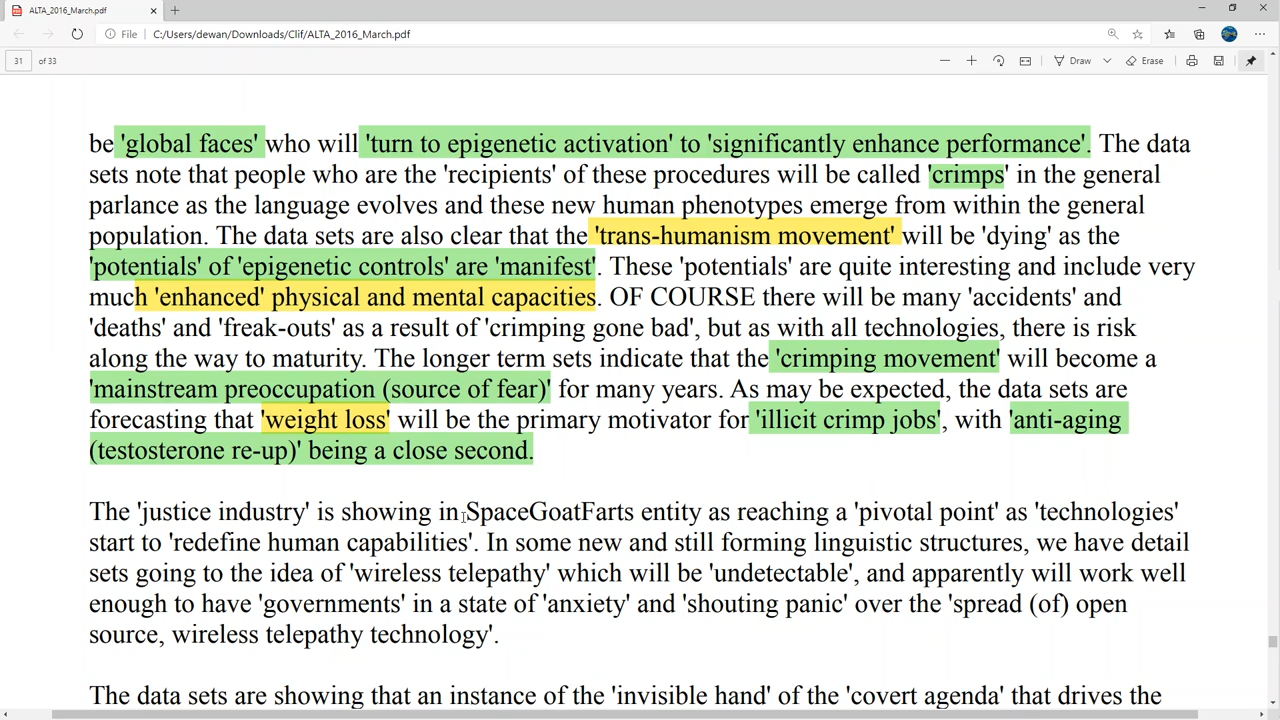 ALTA_2016_March.pdf
File C:/Users/dewan/Downloads/Clif/ALTA_2016_March.pdf
31 of 33 Draw Erase
be 'global faces' who will 'turn to epigenetic activation' to 'significantly enhance performance'. The data
sets note that people who are the 'recipients' of these procedures will be called 'crimps' in the general
parlance as the language evolves and these new human phenotypes emerge from within the general
population. The data sets are also clear that the 'trans-humanism movement' will be 'dying' as the
'potentials' of 'epigenetic controls' are 'manifest'. These 'potentials' are quite interesting and include very
much 'enhanced' physical and mental capacities. OF COURSE there will be many 'accidents' and
'deaths' and 'freak-outs' as a result of 'crimping gone bad', but as with all technologies, there is risk
along the way to maturity. The longer term sets indicate that the 'crimping movement' will become a
'mainstream preoccupation (source of fear)' for many years. As may be expected, the data sets are
forecasting that 'weight loss' will be the primary motivator for 'illicit crimp jobs', with 'anti-aging
(testosterone re-up)' being a close second.
The 'justice industry' is showing in SpaceGoatFarts entity as reaching a 'pivotal point' as 'technologies'
start to 'redefine human capabilities'. In some new and still forming linguistic structures, we have detail
sets going to the idea of 'wireless telepathy' which will be 'undetectable', and apparently will work well
enough to have 'governments' in a state of 'anxiety' and 'shouting panic' over the 'spread (of) open
source, wireless telepathy technology'.
The data sets are showing that an instance of the 'invisible hand' of the 'covert agenda' that drives the